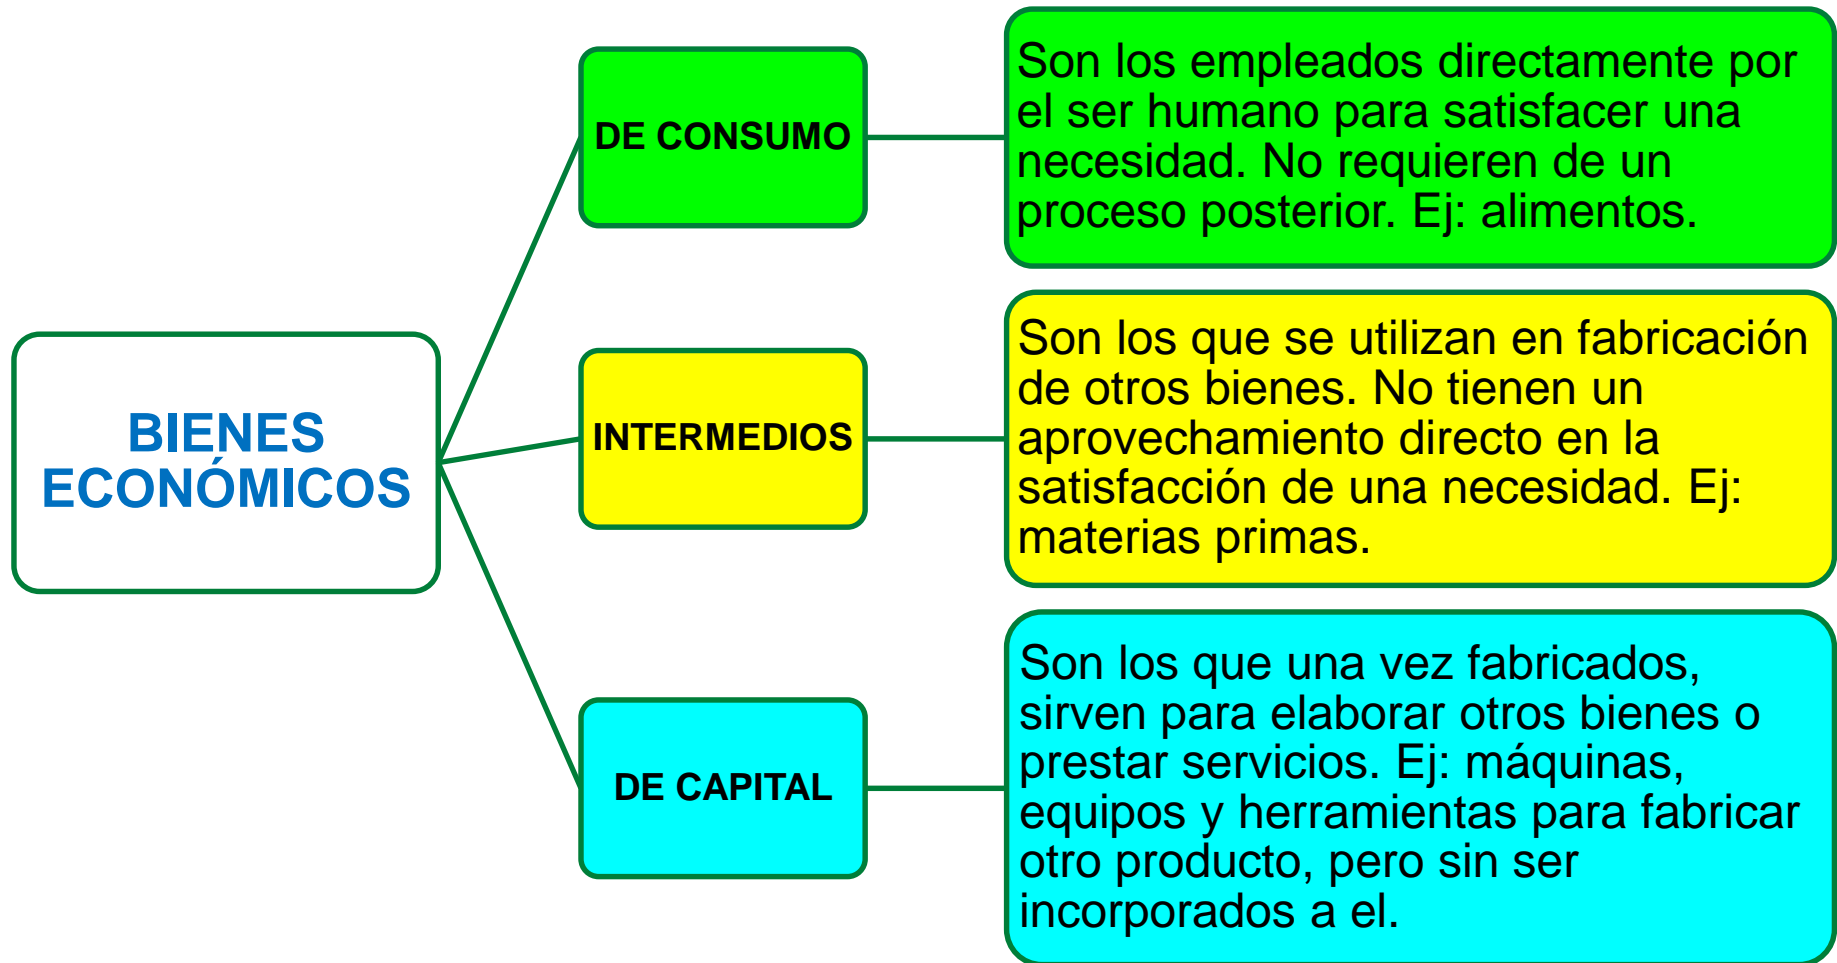 BIENES
ECONÓMICOS
DE CONSUMO
Son los empleados directamente por
el ser humano para satisfacer una
necesidad. No requieren de un
proceso posterior. Ej: alimentos.
INTERMEDIOS
Son los que se utilizan en fabricación
de otros bienes. No tienen un
aprovechamiento directo en la
satisfacción de una necesidad. Ej:
materias primas.
DE CAPITAL
Son los que una vez fabricados,
sirven para elaborar otros bienes o
prestar servicios. Ej: máquinas,
equipos y herramientas para fabricar
otro producto, pero sin ser
incorporados a el.